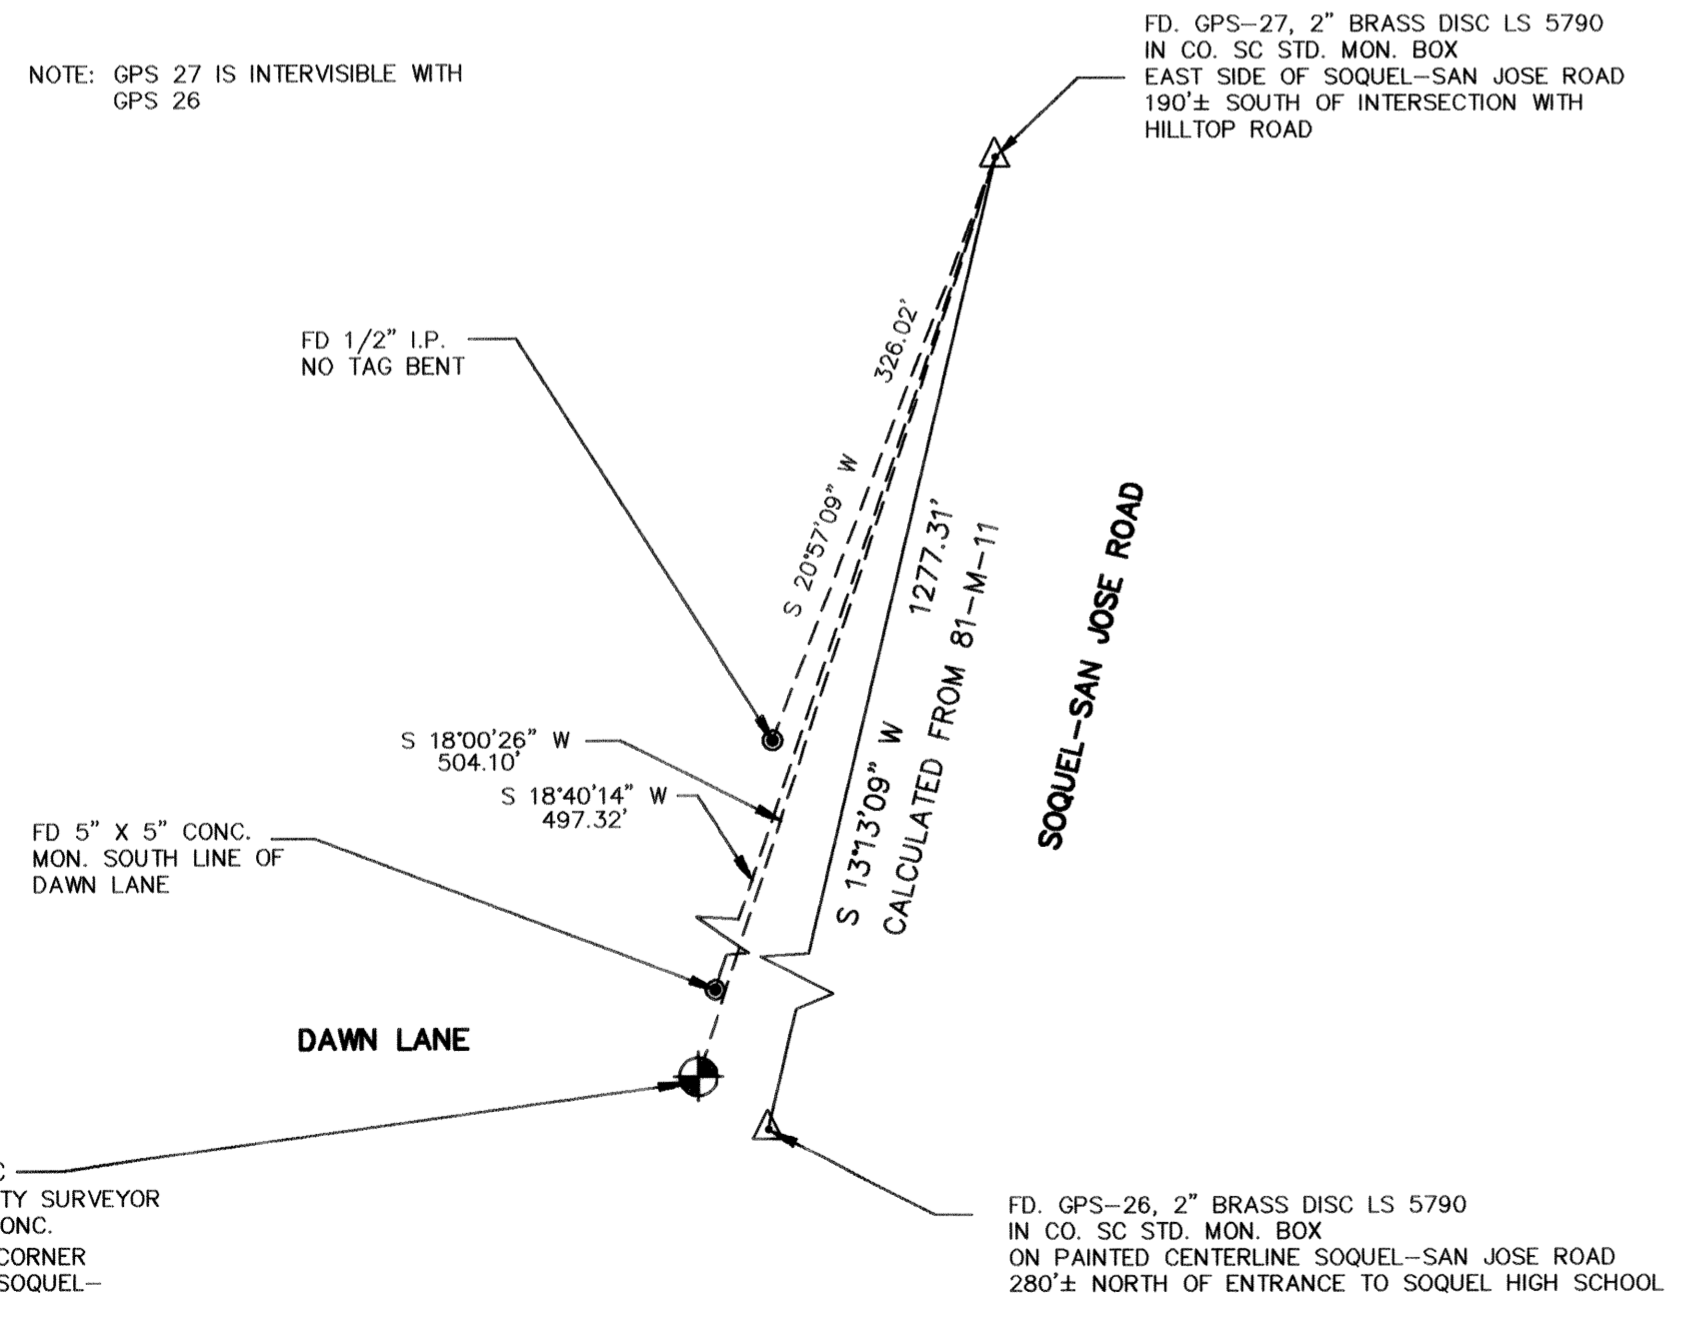 FD. GPS-27, 2" BRASS DISC LS 5790
IN CO. SC STD. MON. BOX
EAST SIDE OF SOQUEL-SAN JOSE ROAD
190'± SOUTH OF INTERSECTION WITH
HILLTOP ROAD
NOTE: GPS 27 IS INTERVISIBLE WITH
GPS 26
FD 1/2" I.P.
NO TAG BENT
326.02'
S 20°57'09" W
1277.31'
S 13°13'09" W
CALCULATED FROM 81-M-11
SOQUEL-SAN JOSE ROAD
S 18°00'26" W
504.10'
S 18°40'14" W
497.32'
FD 5" X 5" CONC.
MON. SOUTH LINE OF
DAWN LANE
DAWN LANE
C
TY SURVEYOR
ONC.
CORNER
SOQUEL-
FD. GPS-26, 2" BRASS DISC LS 5790
IN CO. SC STD. MON. BOX
ON PAINTED CENTERLINE SOQUEL-SAN JOSE ROAD
280'± NORTH OF ENTRANCE TO SOQUEL HIGH SCHOOL